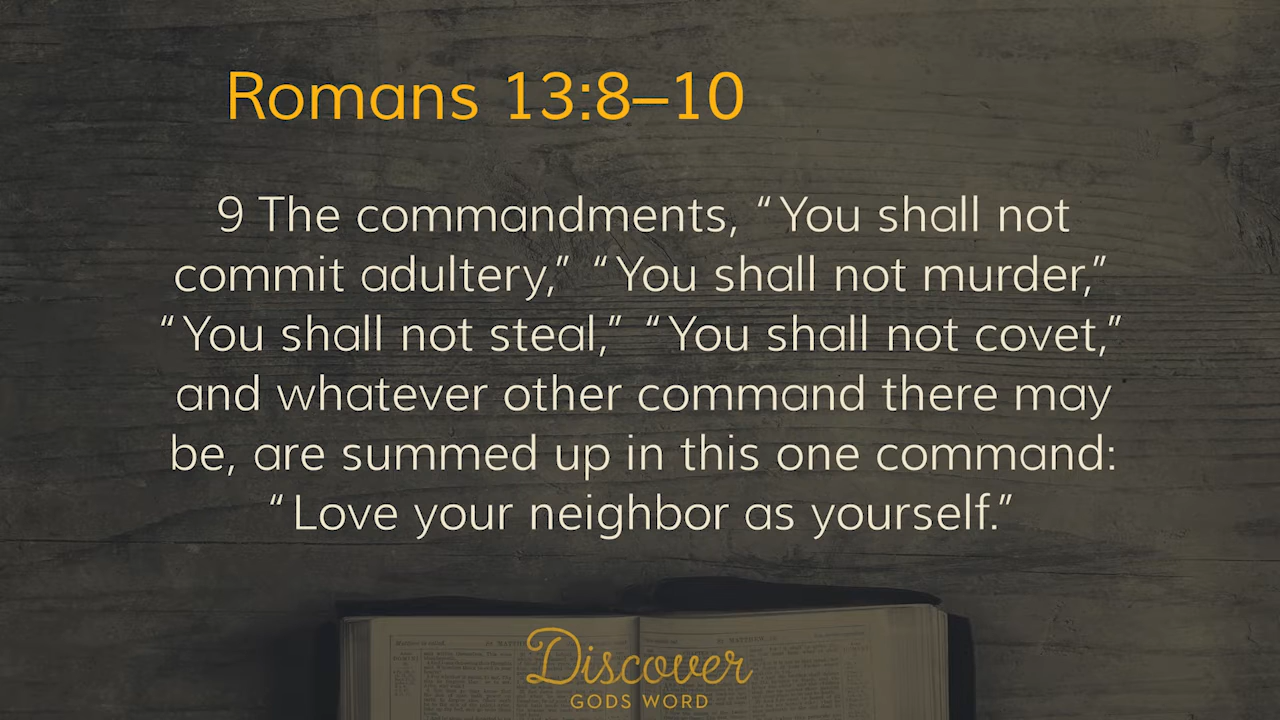 Romans 13:8–10
9 The commandments, “You shall not
commit adultery,” “You shall not murder,”
“You shall not steal,” “You shall not covet,”
and whatever other command there may
be, are summed up in this one command:
“Love your neighbor as yourself.”
Discover
GODS WORD